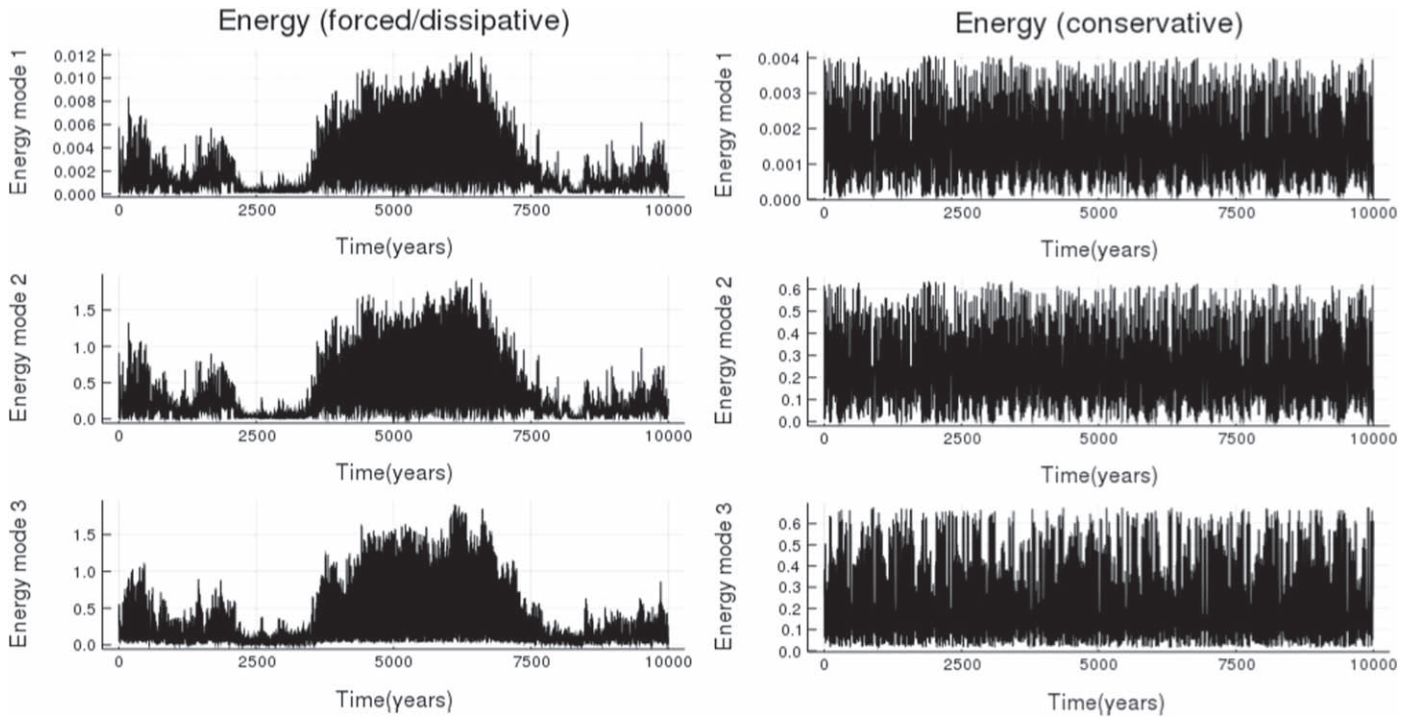 Energy (forced/dissipative)
Energy mode 1
0.012
0.010
0.008
0.006
0.004
0.002
0.000
0 2500 5000 7500 10000
Time(years)
Energy mode 2
1.5
1.0
0.5
0.0
0 2500 5000 7500 10000
Time(years)
Energy mode 3
1.5
1.0
0.5
0.0
0 2500 5000 7500 10000
Time(years)
Energy (conservative)
Energy mode 1
0.004
0.003
0.002
0.001
0.000
0 2500 5000 7500 10000
Time(years)
Energy mode 2
0.6
0.5
0.4
0.3
0.2
0.1
0.0
0 2500 5000 7500 10000
Time(years)
Energy mode 3
0.6
0.5
0.4
0.3
0.2
0.1
0.0
0 2500 5000 7500 10000
Time(years)